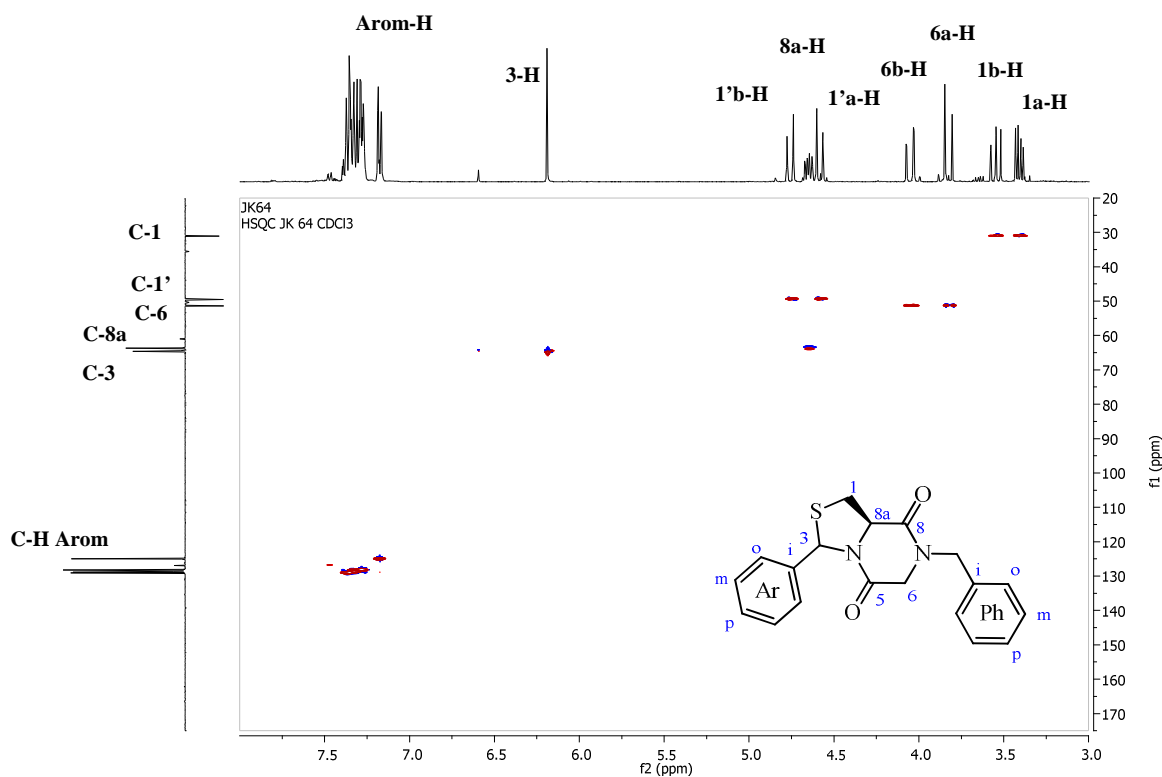 Arom-H
3-H
1'b-H
8a-H
1'a-H
6b-H
6a-H
1b-H
1a-H
JK64
HSQC JK 64 CDCl3
C-1
C-1'
C-6
C-8a
C-3
C-H Arom
20
30
40
50
60
70
80
90
100
110
120
130
140
150
160
170
f1 (ppm)
1
O
S
8a
8
3
N
N
o
i
i
o
m
Ar
5
6
Ph
m
p
O
p
7.5 7.0 6.5 6.0 5.5 5.0 4.5 4.0 3.5 3.0
f2 (ppm)